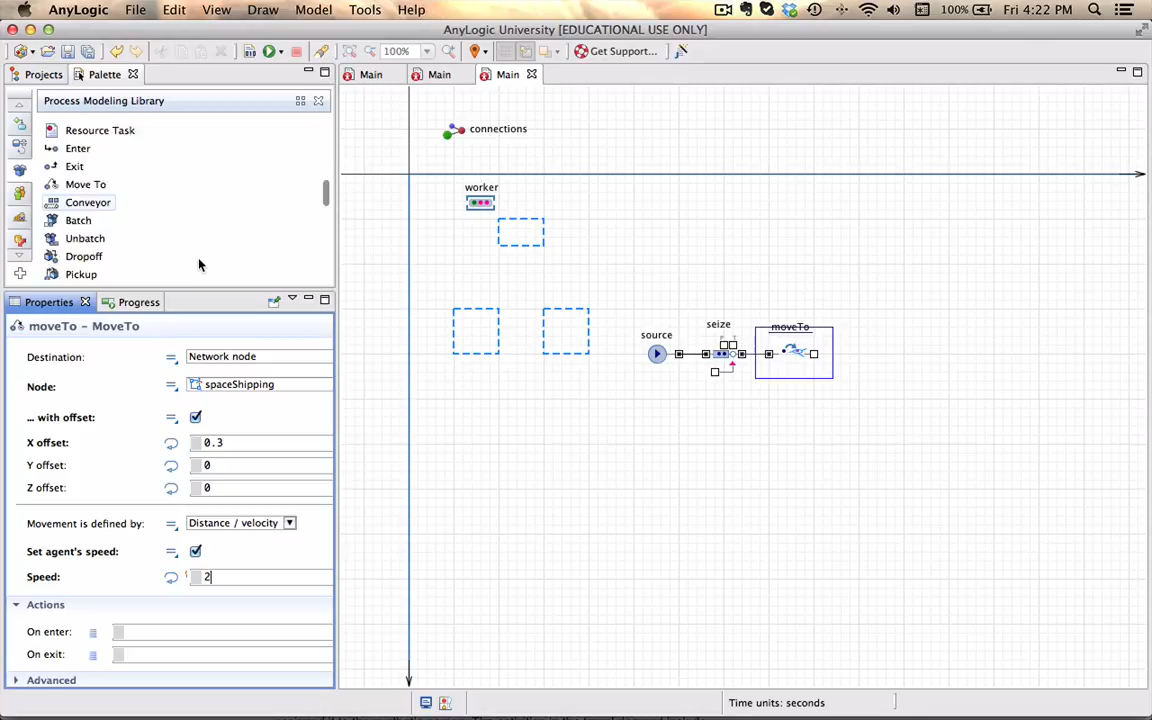 AnyLogic File Edit View Draw Model Tools Help 100% Fri 4:22 PM
AnyLogic University [EDUCATIONAL USE ONLY]
100% Get Support...
Projects Palette Main Main Main
Process Modeling Library
Resource Task
Enter
Exit
Move To
Conveyor
Batch
Unbatch
Dropoff
Pickup
connections
worker
source
seize
moveTo
Properties Progress
moveTo - MoveTo
Destination: Network node
Node: spaceShipping
... with offset:
X offset: 0.3
Y offset: 0
Z offset: 0
Movement is defined by: Distance / velocity
Set agent's speed:
Speed: 2
Actions
On enter:
On exit:
Advanced
Time units: seconds